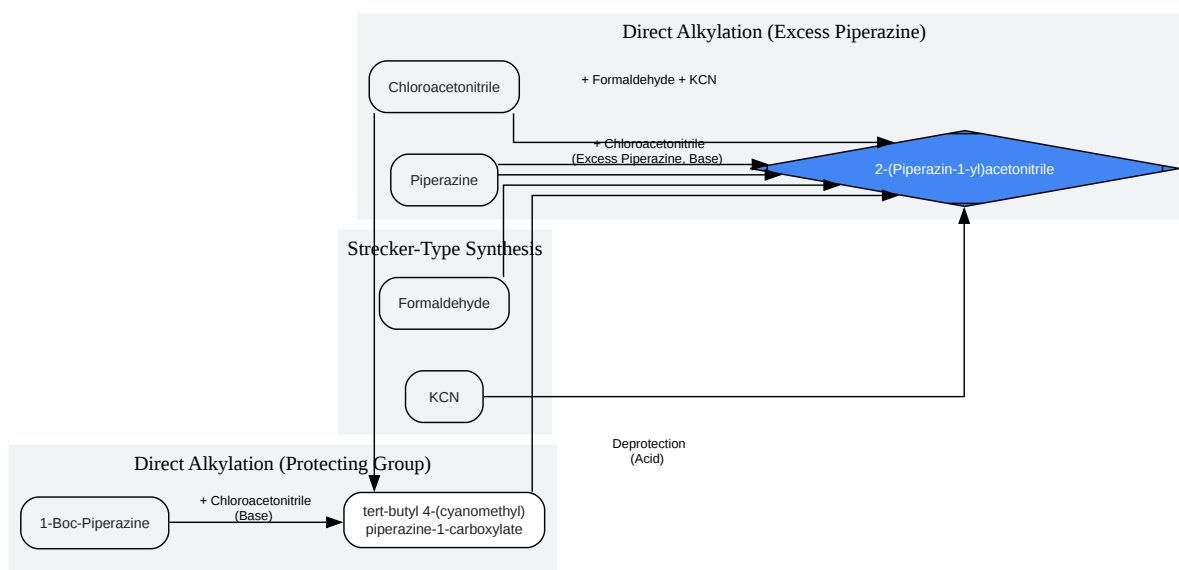 Direct Alkylation (Excess Piperazine)
Chloroacetonitrile
+ Formaldehyde + KCN
+ Chloroacetonitrile
(Excess Piperazine, Base)
Piperazine
2-(Piperazin-1-yl)acetonitrile
Strecker-Type Synthesis
Formaldehyde
KCN
Deprotection
(Acid)
Direct Alkylation (Protecting Group)
1-Boc-Piperazine
+ Chloroacetonitrile
(Base)
tert-butyl 4-(cyanomethyl)
piperazine-1-carboxylate